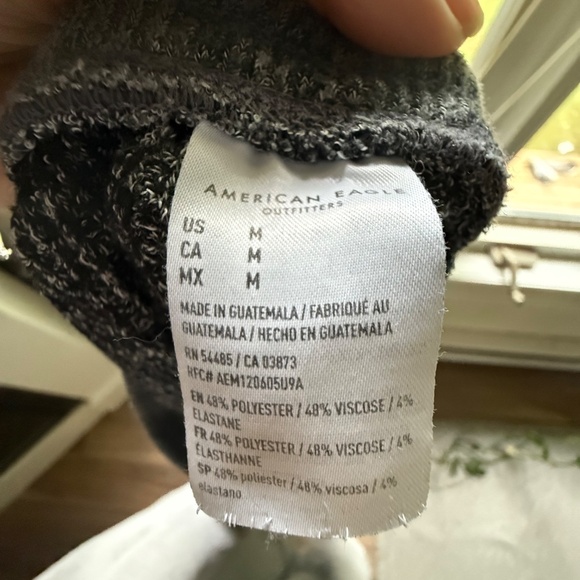 AMERICAN EAGLE
OUTFITTERS
US M
CA M
MX M
MADE IN GUATEMALA / FABRIQUÉ AU
GUATEMALA / HECHO EN GUATEMALA
RN 54485 / CA 03873
RFC# AEM120605U9A
EN 48% POLYESTER / 48% VISCOSE / 4%
ELASTANE
FR 48% POLYESTER / 48% VISCOSE / 4%
ÉLASTHANNE
SP 48% poliester / 48% viscosa / 4%
elastano